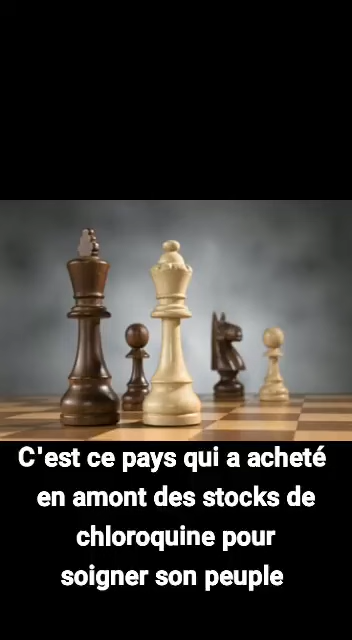 C'est ce pays qui a acheté
en amont des stocks de
chloroquine pour
soigner son peuple